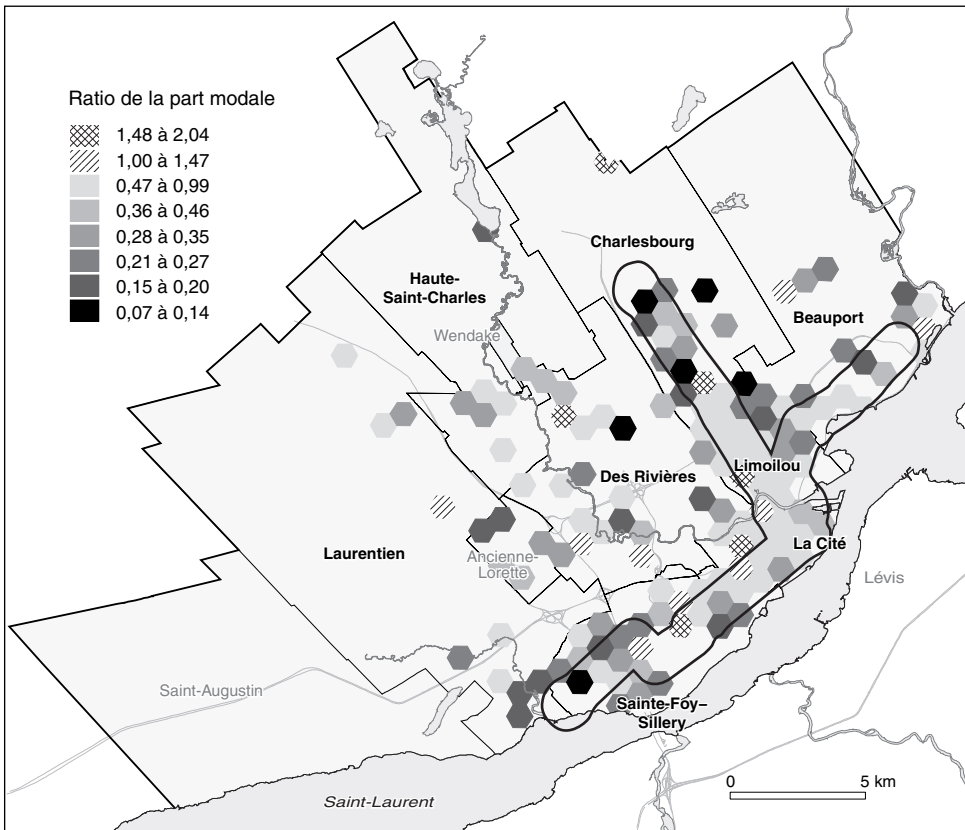 Ratio de la part modale
1,48 à 2,04
1,00 à 1,47
0,47 à 0,99
0,36 à 0,46
0,28 à 0,35
0,21 à 0,27
0,15 à 0,20
0,07 à 0,14
Charlesbourg
Haute-
Saint-Charles
Beauport
Wendake
Des Rivières
Limoilou
La Cité
Laurentien
Ancienne-
Lorette
Lévis
Saint-Augustin
Sainte-Foy–
Sillery
0
5 km
Saint-Laurent